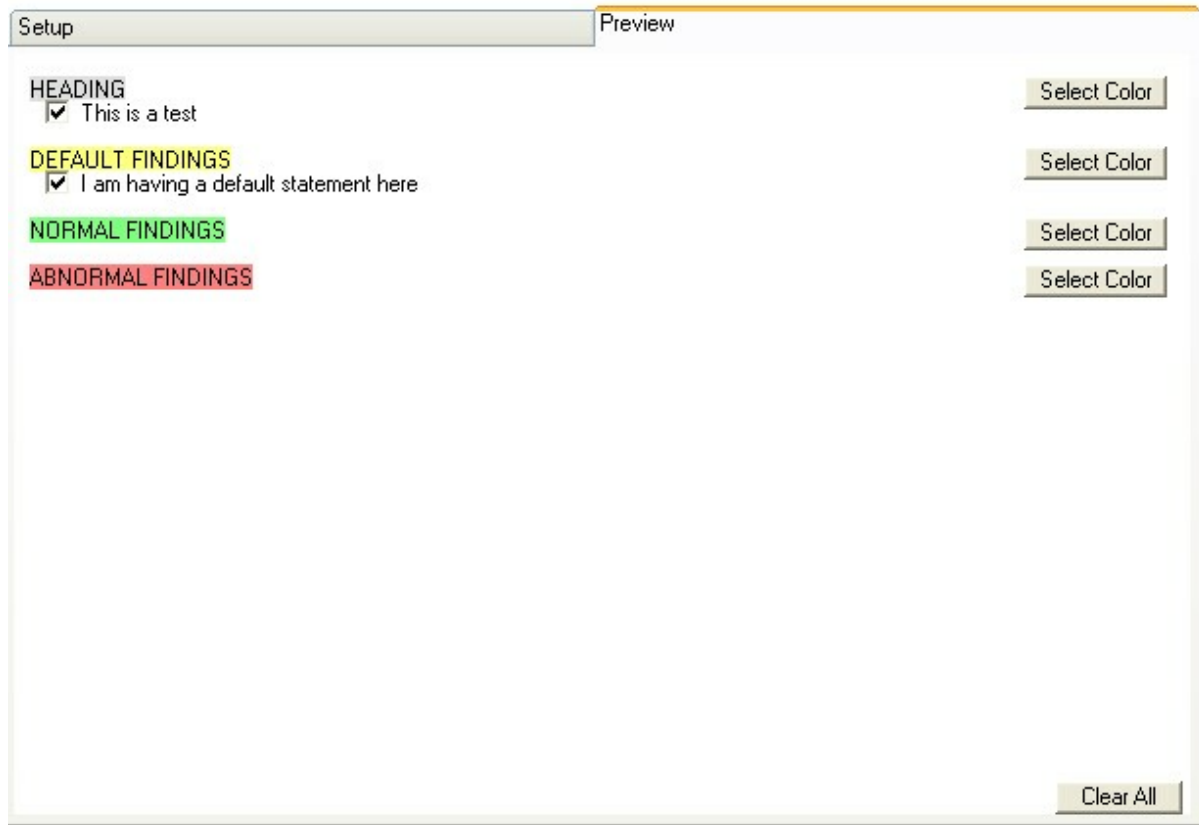 Setup
Preview
HEADING
Select Color
This is a test
DEFAULT FINDINGS
Select Color
I am having a default statement here
NORMAL FINDINGS
Select Color
ABNORMAL FINDINGS
Select Color
Clear All